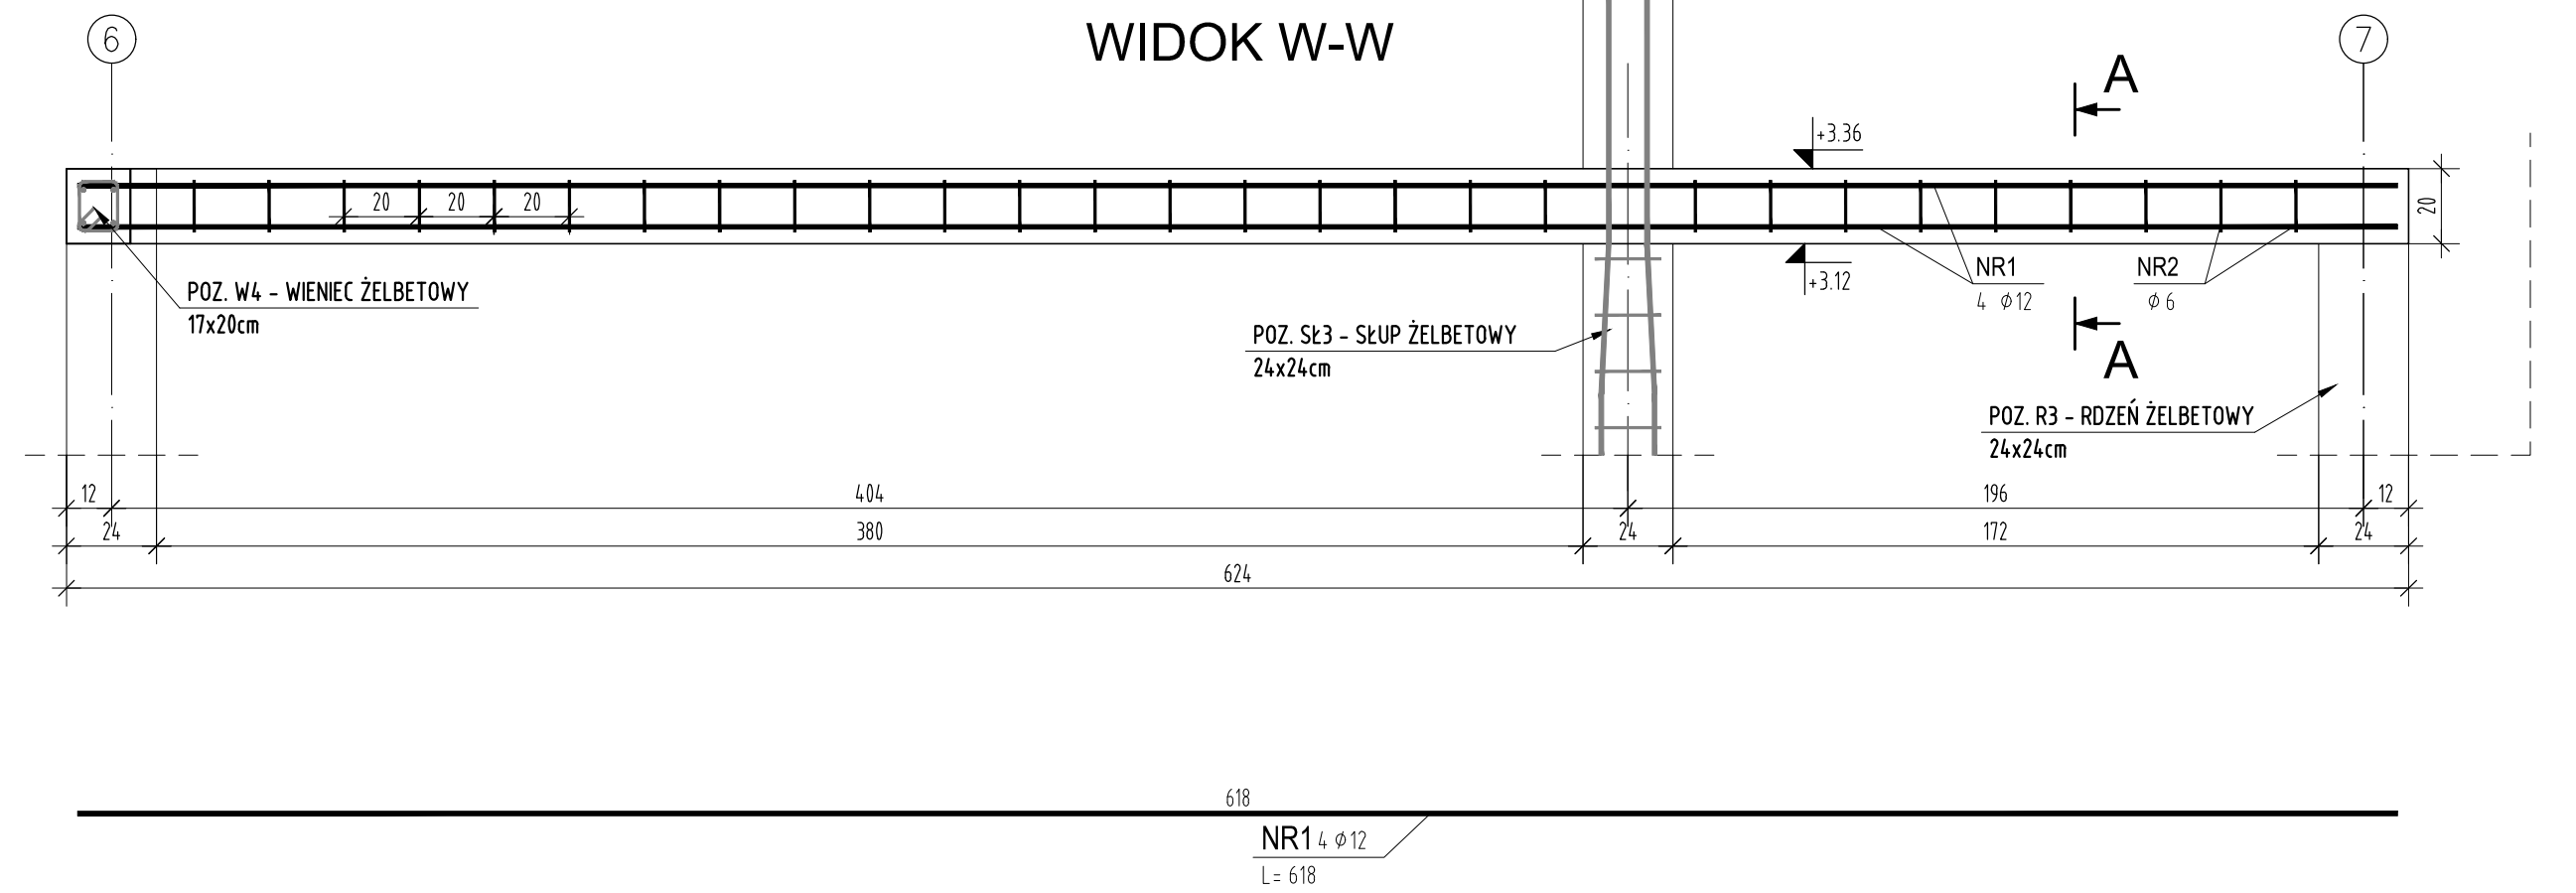 6
WIDOK W-W
7
A
+3.36
20
20
20
20
+3.12
NR1
4 ϕ12
NR2
ϕ 6
POZ. W4 - WIENIEC ŻELBETOWY
17x20cm
POZ. SŁ3 - SŁUP ŻELBETOWY
24x24cm
A
POZ. R3 - RDZEŃ ŻELBETOWY
24x24cm
12
404
196
12
24
380
24
172
24
624
618
NR1 4 ϕ12
L= 618